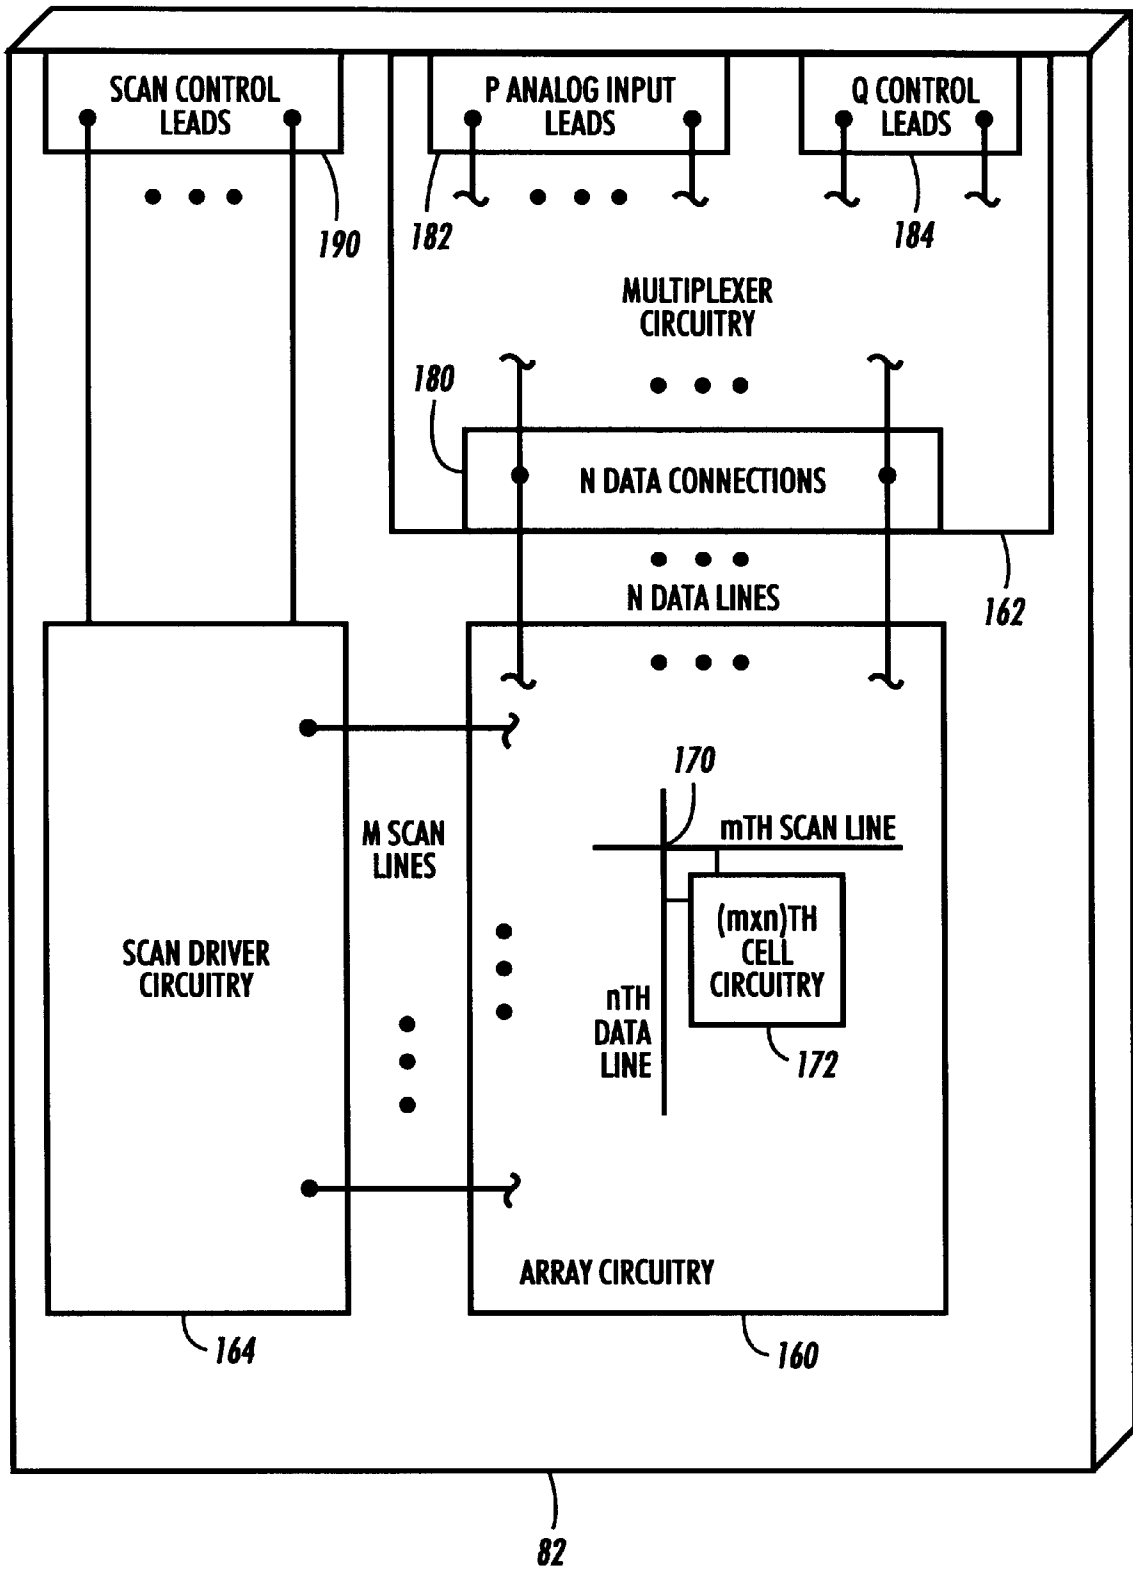 SCAN CONTROL
LEADS
P ANALOG INPUT
LEADS
Q CONTROL
LEADS
190
182
184
MULTIPLEXER
CIRCUITRY
180
N DATA CONNECTIONS
N DATA LINES
162
170
mTH SCAN LINE
M SCAN
LINES
(mxn)TH
CELL
CIRCUITRY
SCAN DRIVER
CIRCUITRY
nTH
DATA
LINE
172
ARRAY CIRCUITRY
164
160
82